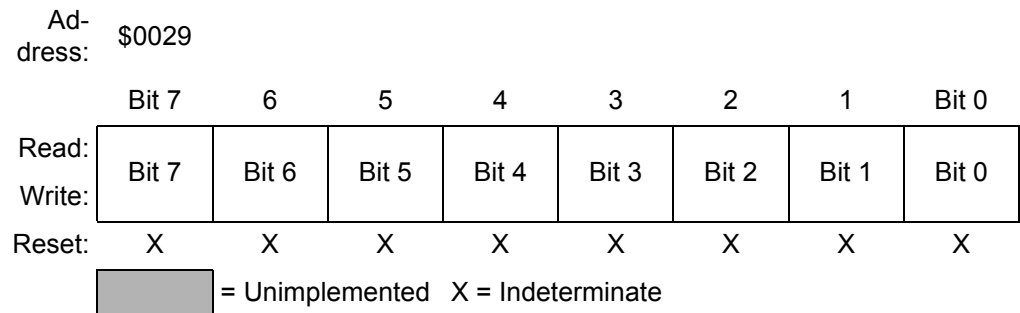 Ad-
dress: $0029
Bit 7 6 5 4 3 2 1 Bit 0
Read:
Bit 7 Bit 6 Bit 5 Bit 4 Bit 3 Bit 2 Bit 1 Bit 0
Write:
Reset: X X X X X X X X
= Unimplemented X = Indeterminate